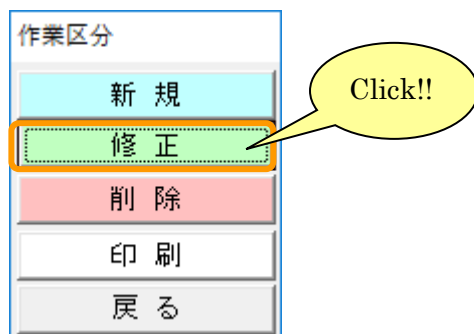 作業区分
新 規
Click!!
修 正
削 除
印 刷
戻 る